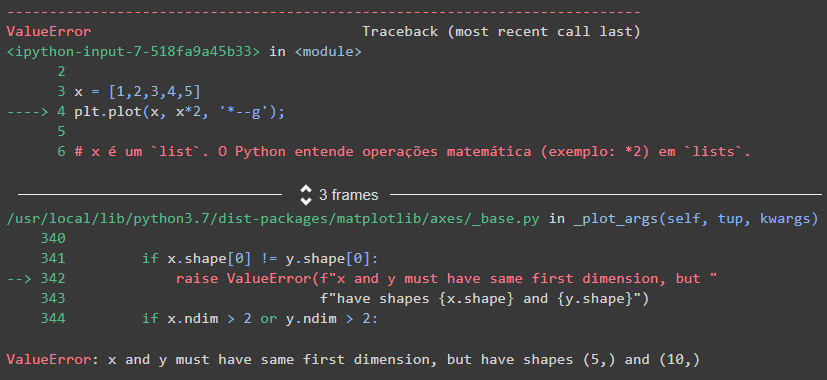 ---------------------------------------------------------------------------
ValueError                                Traceback (most recent call last)
<ipython-input-7-518fa9a45b33> in <module>
      2
      3 x = [1,2,3,4,5]
----> 4 plt.plot(x, x*2, '*--g');
      5
      6 # x é um `list`. O Python entende operações matemática (exemplo: *2) em `lists`.
3 frames
/usr/local/lib/python3.7/dist-packages/matplotlib/axes/_base.py in _plot_args(self, tup, kwargs)
    340
    341         if x.shape[0] != y.shape[0]:
--> 342             raise ValueError(f"x and y must have same first dimension, but "
    343                              f"have shapes {x.shape} and {y.shape}")
    344         if x.ndim > 2 or y.ndim > 2:
ValueError: x and y must have same first dimension, but have shapes (5,) and (10,)